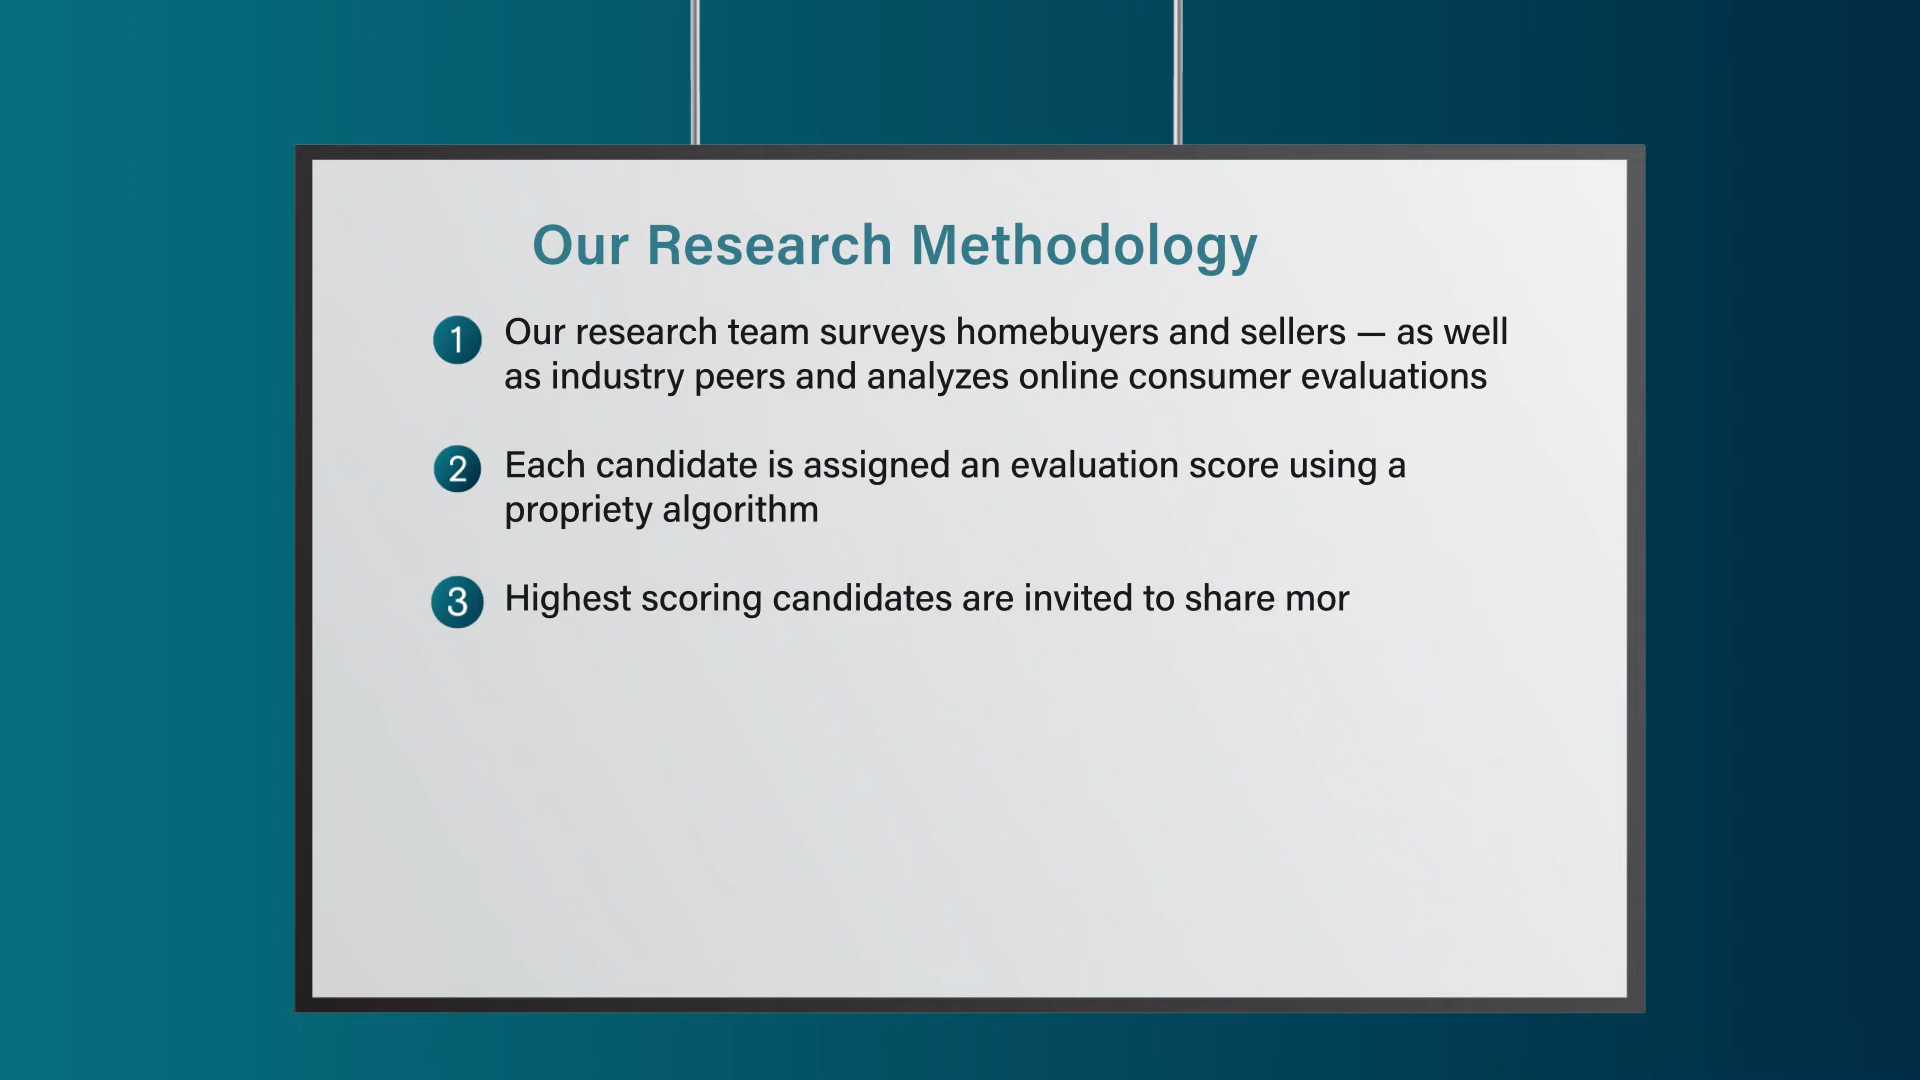 Our Research Methodology
1 Our research team surveys homebuyers and sellers — as well
as industry peers and analyzes online consumer evaluations
2 Each candidate is assigned an evaluation score using a
propriety algorithm
3 Highest scoring candidates are invited to share mor